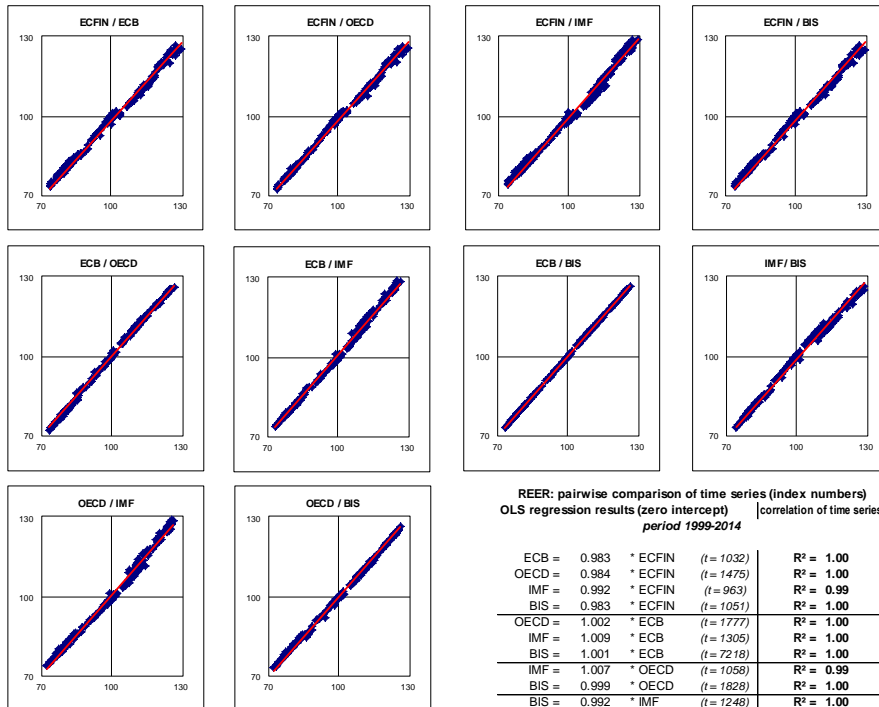 ECFIN / ECB
130
100
70
70 100 130
ECFIN / OECD
130
100
70
70 100 130
ECFIN / IMF
130
100
70
70 100 130
ECFIN / BIS
130
100
70
70 100 130
ECB / OECD
130
100
70
70 100 130
ECB / IMF
130
100
70
70 100 130
ECB / BIS
130
100
70
70 100 130
IMF/ BIS
130
100
70
70 100 130
OECD / IMF
130
100
70
70 100 130
OECD / BIS
130
100
70
70 100 130
REER: pairwise comparison of time series (index numbers)
OLS regression results (zero intercept) correlation of time series
period 1999-2014
ECB = 0.983 * ECFIN (t = 1032) R² = 1.00
OECD = 0.984 * ECFIN (t = 1475) R² = 1.00
IMF = 0.992 * ECFIN (t = 963) R² = 0.99
BIS = 0.983 * ECFIN (t = 1051) R² = 1.00
OECD = 1.002 * ECB (t = 1777) R² = 1.00
IMF = 1.009 * ECB (t = 1305) R² = 1.00
BIS = 1.001 * ECB (t = 7218) R² = 1.00
IMF = 1.007 * OECD (t = 1058) R² = 0.99
BIS = 0.999 * OECD (t = 1828) R² = 1.00
BIS = 0.992 * IMF (t = 1248) R² = 1.00